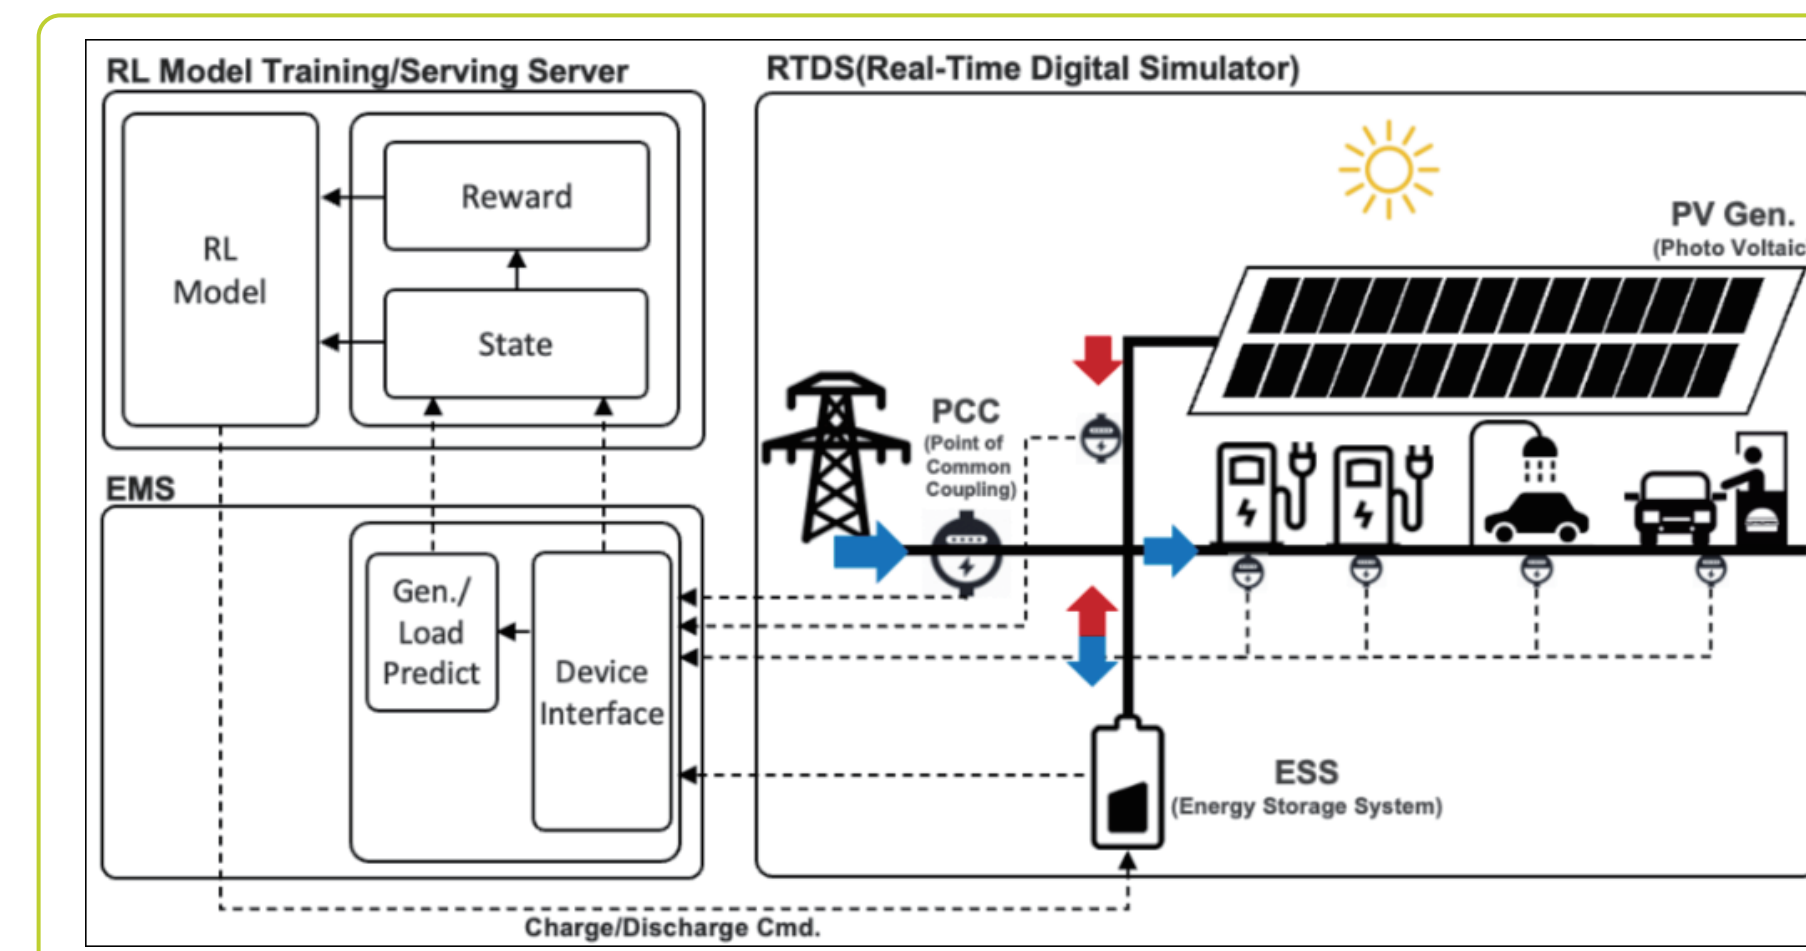 RL Model Training/Serving Server
RL
Model
Reward
State
EMS
Gen./
Load
Predict
Device
Interface
RTDS(Real-Time Digital Simulator)
PV Gen.
(Photo Voltaic
PCC
(Point of
Common
Coupling)
ESS
(Energy Storage System)
Charge/Discharge Cmd.